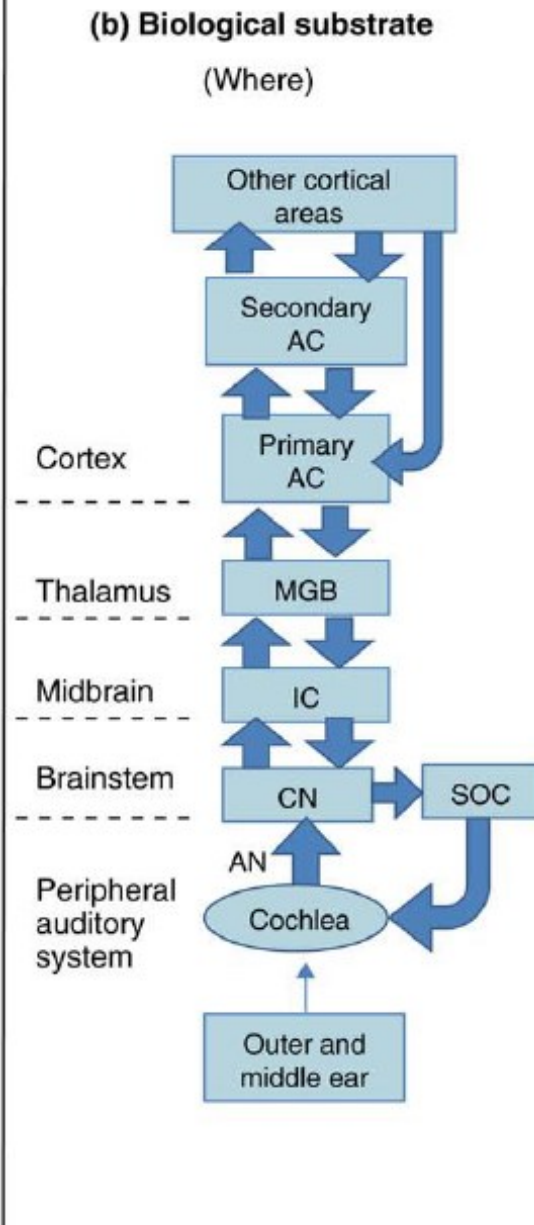 (b) Biological substrate
(Where)
Other cortical
areas
Secondary
AC
Primary
AC
Cortex
MGB
Thalamus
IC
Midbrain
CN
SOC
Brainstem
AN
Cochlea
Peripheral
auditory
system
Outer and
middle ear